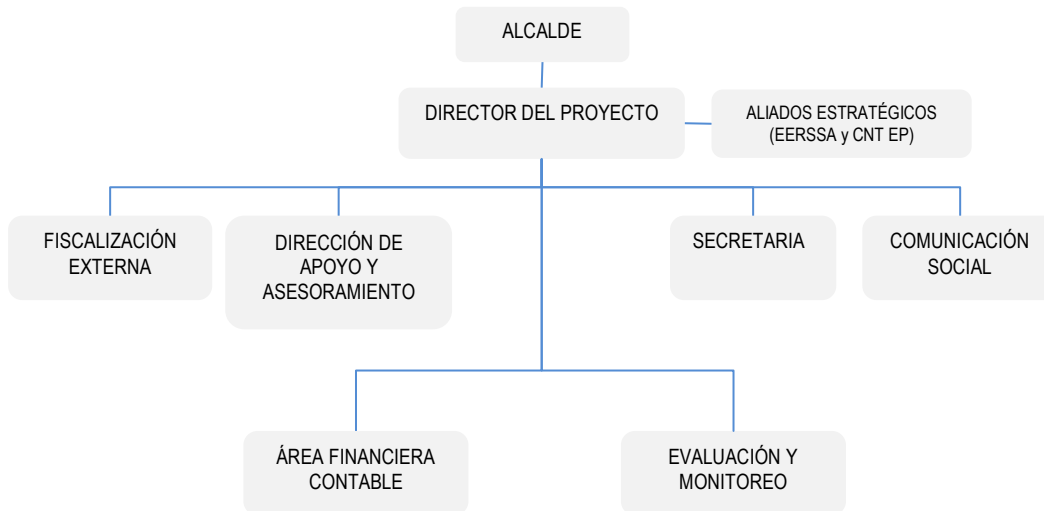 ALCALDE
DIRECTOR DEL PROYECTO
ALIADOS ESTRATÉGICOS
(EERSSA y CNT EP)
FISCALIZACIÓN
EXTERNA
DIRECCIÓN DE
APOYO Y
ASESORAMIENTO
SECRETARIA
COMUNICACIÓN
SOCIAL
ÁREA FINANCIERA
CONTABLE
EVALUACIÓN Y
MONITOREO